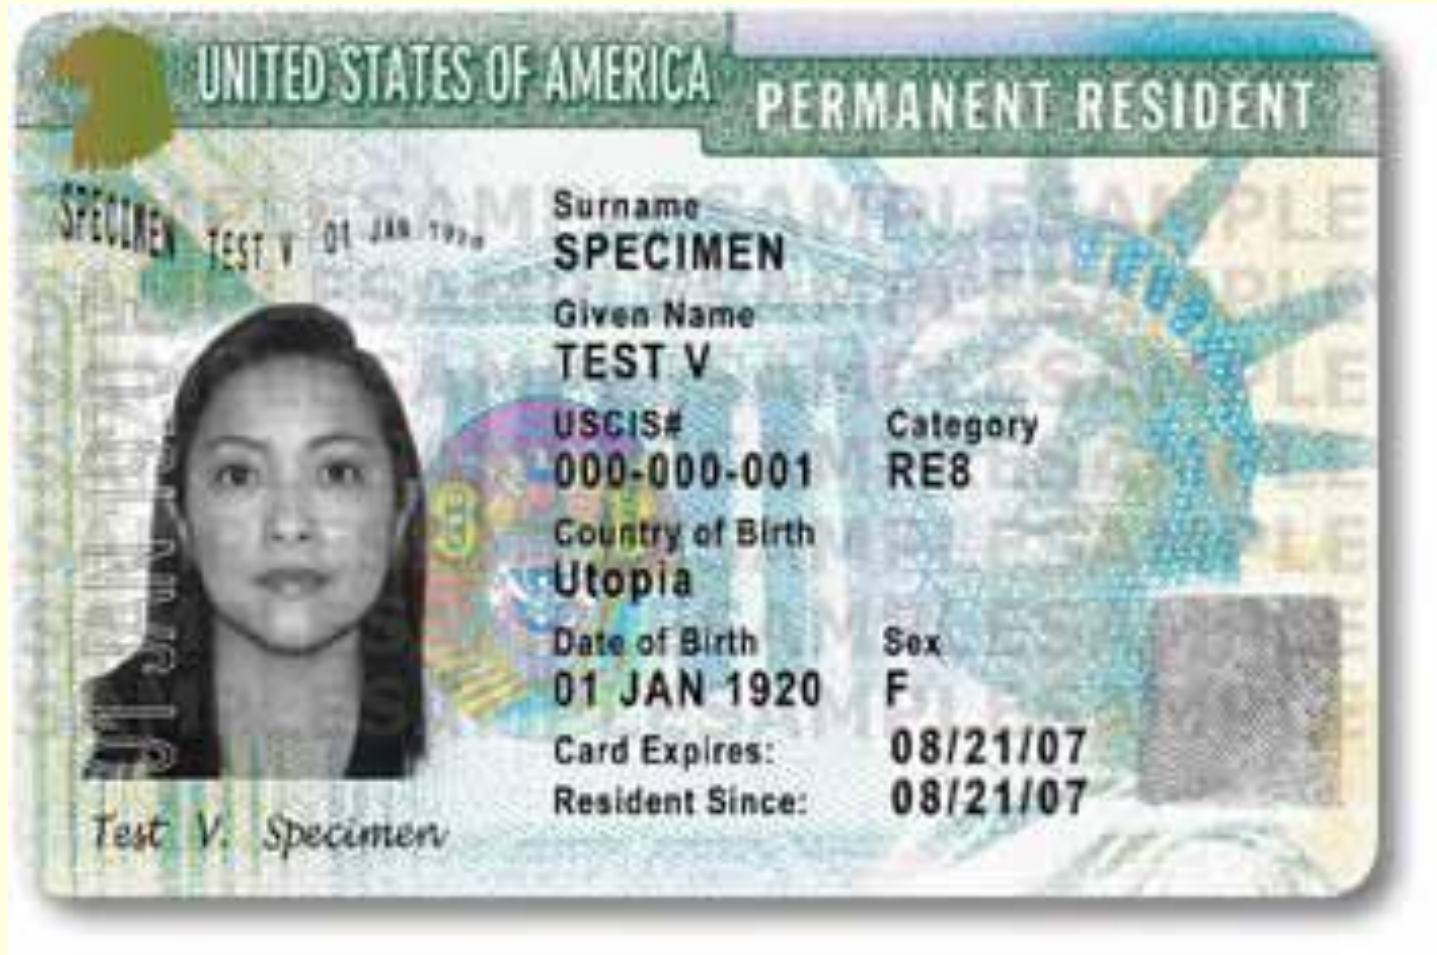 UNITED STATES OF AMERICA
PERMANENT RESIDENT
SPECIMEN TEST V 01 JAN 1920
Surname
SPECIMEN
Given Name
TEST V
USCIS# Category
000-000-001 RE8
Country of Birth
Utopia
Date of Birth Sex
01 JAN 1920 F
Card Expires: 08/21/07
Resident Since: 08/21/07
Test V. Specimen